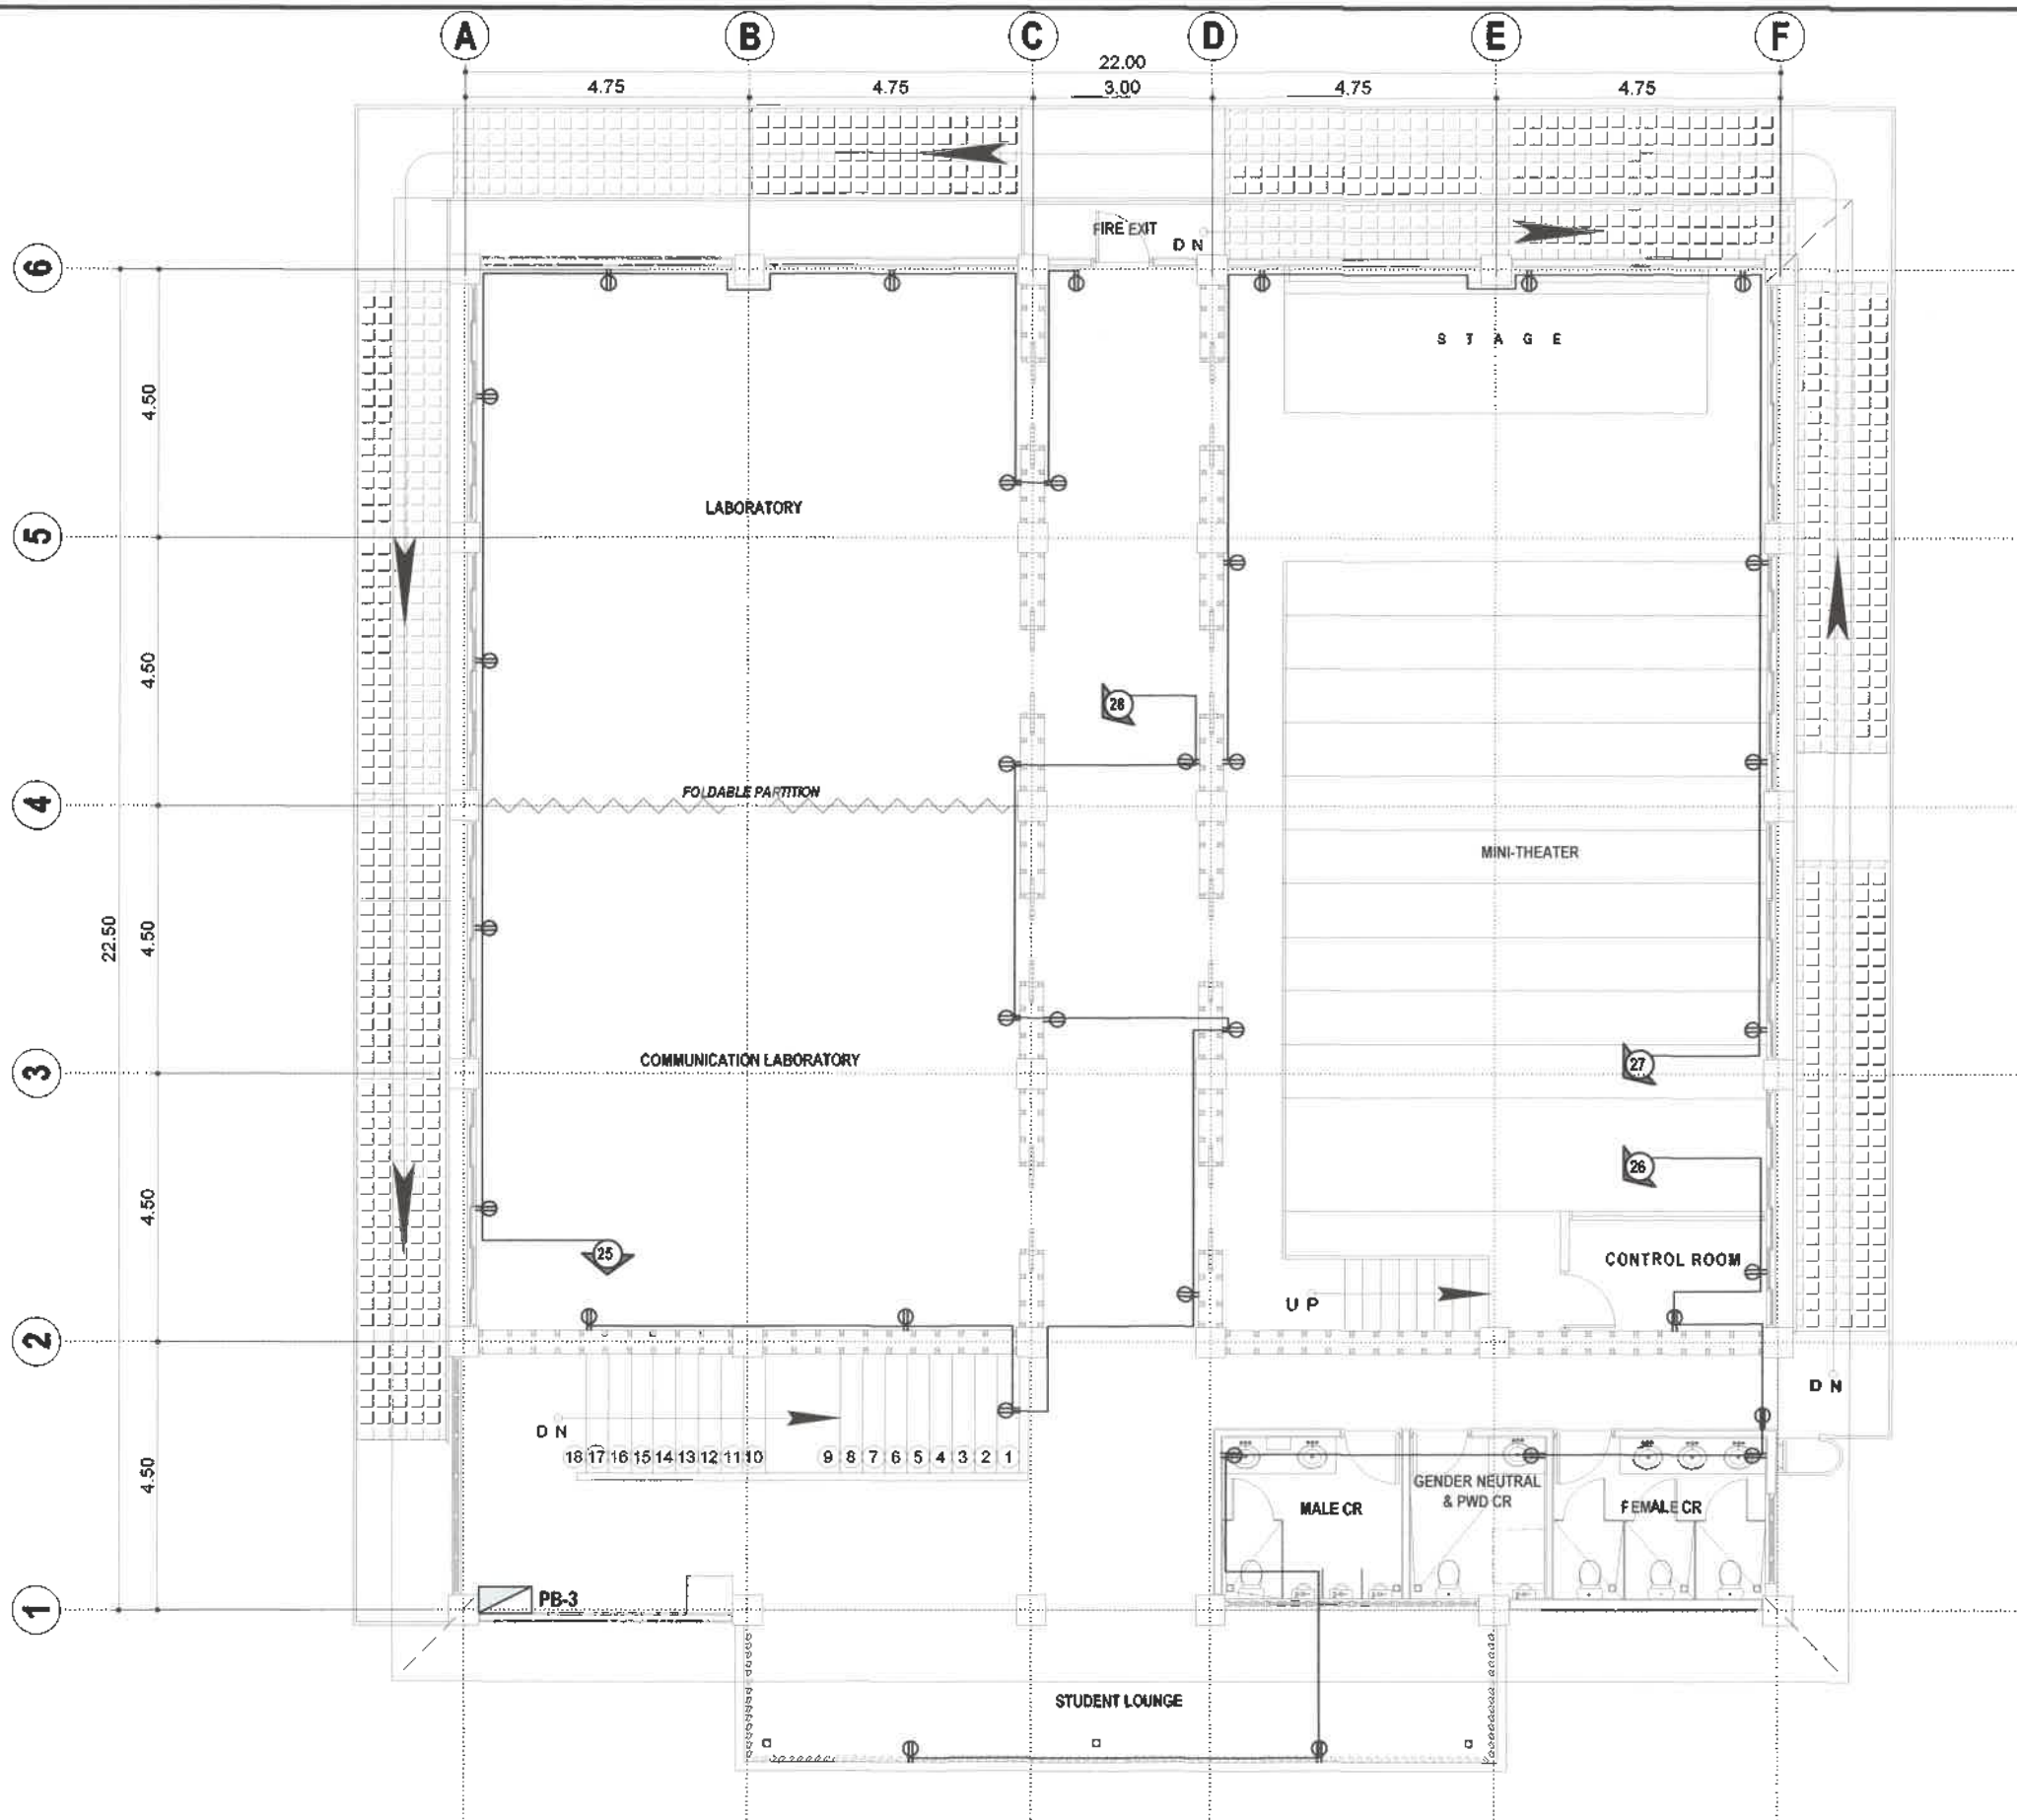 A B C D E F
22.00
4.75 4.75 3.00 4.75 4.75
FIRE EXIT
D N
6
S T A G E
4.50
LABORATORY
5
4.50
28
FOLDABLE PARTITION
4
MINI-THEATER
22.50
4.50
COMMUNICATION LABORATORY
3
27
26
4.50
25
CONTROL ROOM
U P
2
D N
D N
18 17 16 15 14 13 12 11 10 9 8 7 6 5 4 3 2 1
4.50
MALE CR
GENDER NEUTRAL
& PWD CR
FEMALE CR
PB-3
1
STUDENT LOUNGE